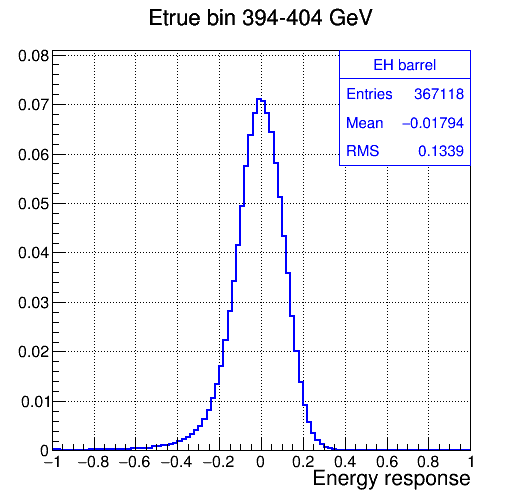 Etrue bin 394-404 GeV
EH barrel
Entries 367118
Mean −0.01794
RMS 0.1339
0.08
0.07
0.06
0.05
0.04
0.03
0.02
0.01
0
−1 −0.8 −0.6 −0.4 −0.2 0 0.2 0.4 0.6 0.8 1
Energy response